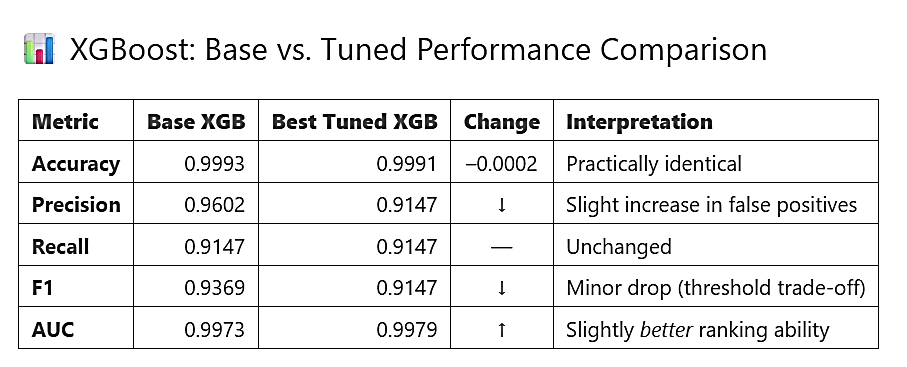 📊 XGBoost: Base vs. Tuned Performance Comparison
Metric Base XGB Best Tuned XGB Change Interpretation
Accuracy 0.9993 0.9991 –0.0002 Practically identical
Precision 0.9602 0.9147 ↓ Slight increase in false positives
Recall 0.9147 0.9147 — Unchanged
F1 0.9369 0.9147 ↓ Minor drop (threshold trade-off)
AUC 0.9973 0.9979 ↑ Slightly better ranking ability